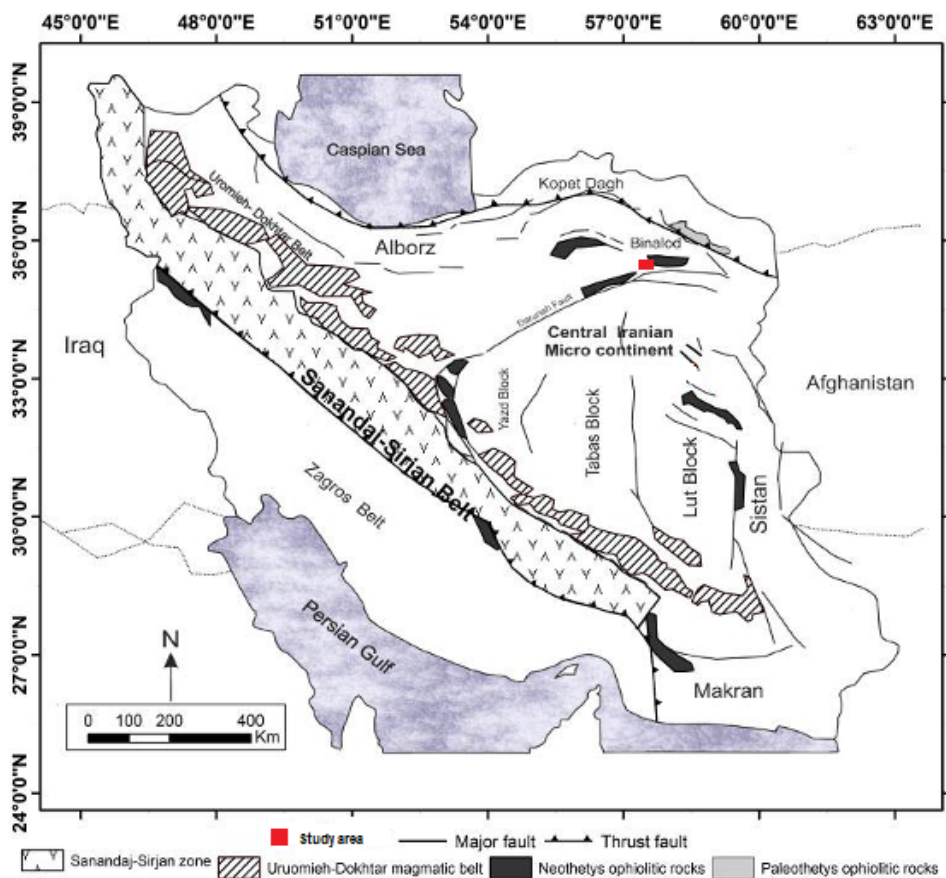 45°0'0"E 48°0'0"E 51°0'0"E 54°0'0"E 57°0'0"E 60°0'0"E 63°0'0"E
39°0'0"N
36°0'0"N
33°0'0"N
30°0'0"N
27°0'0"N
24°0'0"N
Caspian Sea
Kopet Dagh
Uromieh- Dokhtar Belt
Alborz
Binalod
Daruneh Fault
Central Iranian
Micro continent
Iraq
Afghanistan
Sanandaj-Sirjan Belt
Yazd Block
Tabas Block
Lut Block
Sistan
Zagros Belt
Persian Gulf
N
Makran
0 100 200 400
Km
Study area Major fault Thrust fault
Sanandaj-Sirjan zone Uruomieh-Dokhtar magmatic belt Neothetys ophiolitic rocks Paleothetys ophiolitic rocks